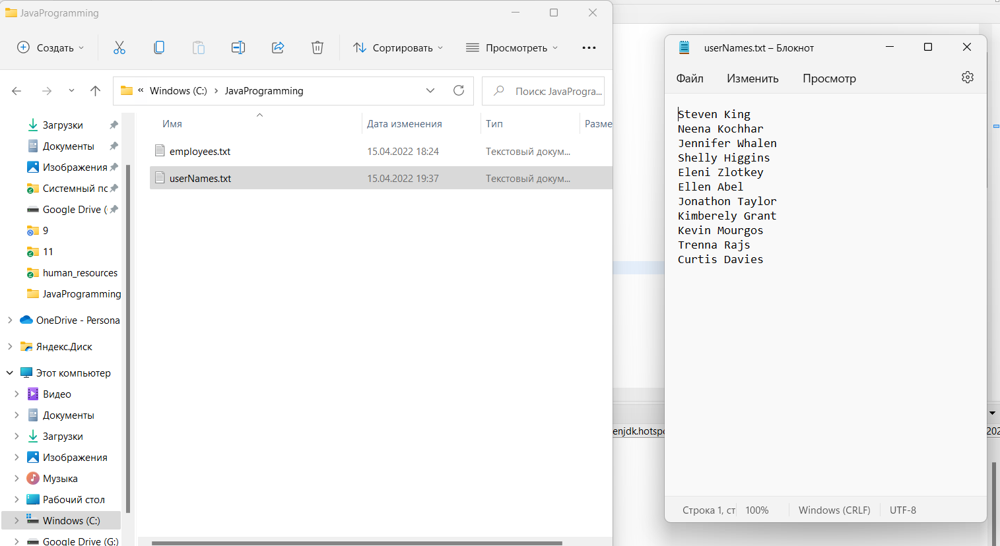 JavaProgramming
Создать
Сортировать
Просмотреть
Windows (C:)
JavaProgramming
Поиск: JavaProgra...
Имя
Дата изменения
Тип
Разме
employees.txt
15.04.2022 18:24
Текстовый докум...
userNames.txt
15.04.2022 19:37
Текстовый докум...
Загрузки
Документы
Изображения
Системный пс
Google Drive (
9
11
human_resources
JavaProgramming
OneDrive - Persona
Яндекс.Диск
Этот компьютер
Видео
Документы
Загрузки
Изображения
Музыка
Рабочий стол
Windows (C:)
Google Drive (G:)
userNames.txt – Блокнот
Файл
Изменить
Просмотр
Steven King
Neena Kochhar
Jennifer Whalen
Shelly Higgins
Eleni Zlotkey
Ellen Abel
Jonathon Taylor
Kimberely Grant
Kevin Mourgos
Trenna Rajs
Curtis Davies
Строка 1, ст
100%
Windows (CRLF)
UTF-8
enjdk.hotspo
202